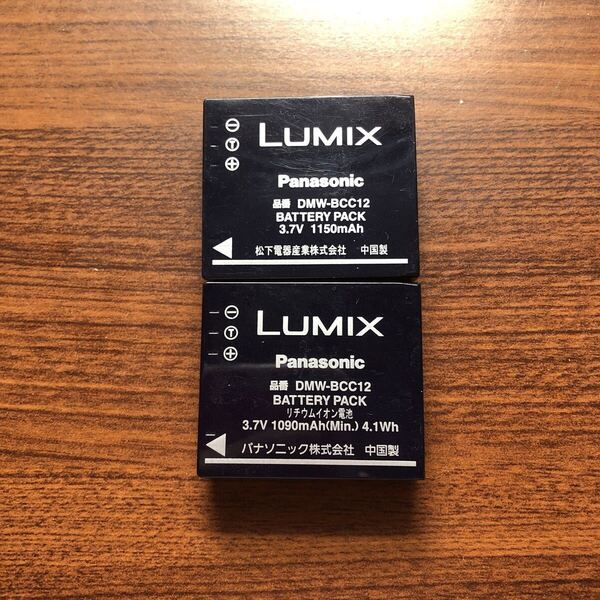 LUMIX
T
Panasonic
品番 DMW-BCC12
BATTERY PACK
3.7V 1150mAh
松下電器産業株式会社 中国製
LUMIX
T
Panasonic
品番 DMW-BCC12
BATTERY PACK
リチウムイオン電池
3.7V 1090mAh(Min.) 4.1Wh
パナソニック株式会社 中国製